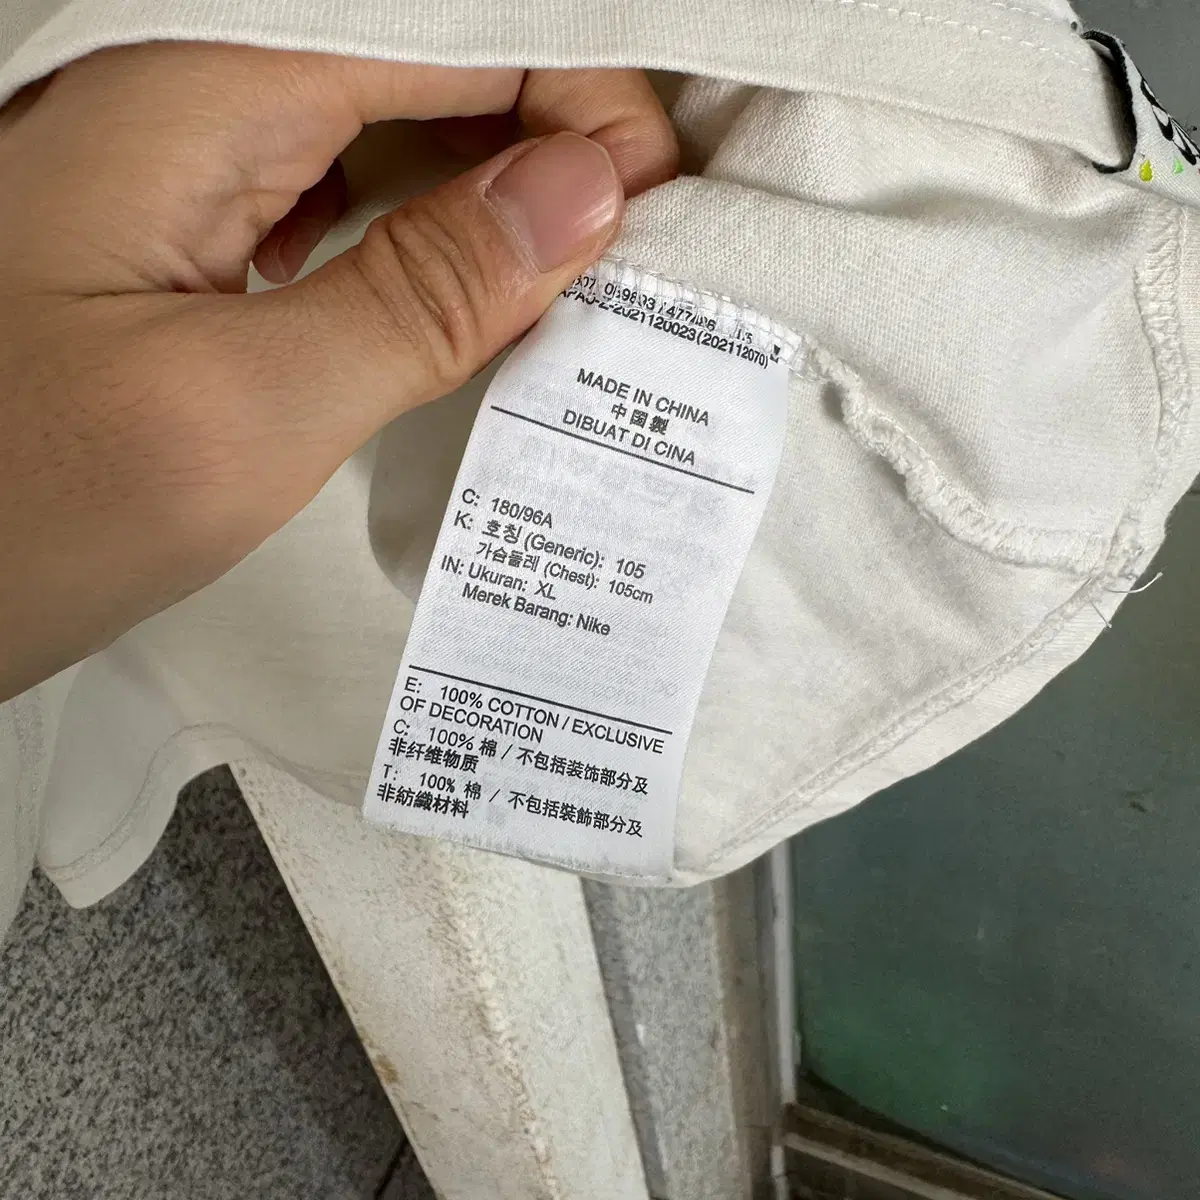 2021120023(202112070)
MADE IN CHINA
中国製
DIBUAT DI CINA
C: 180/96A
K: 호칭 (Generic): 105
가슴둘레 (Chest): 105cm
IN: Ukuran: XL
Merek Barang: Nike
E: 100% COTTON / EXCLUSIVE
OF DECORATION
C: 100% 棉 / 不包括装饰部分及
非纤维物质
T: 100% 棉 / 不包括裝飾部分及
非紡織材料